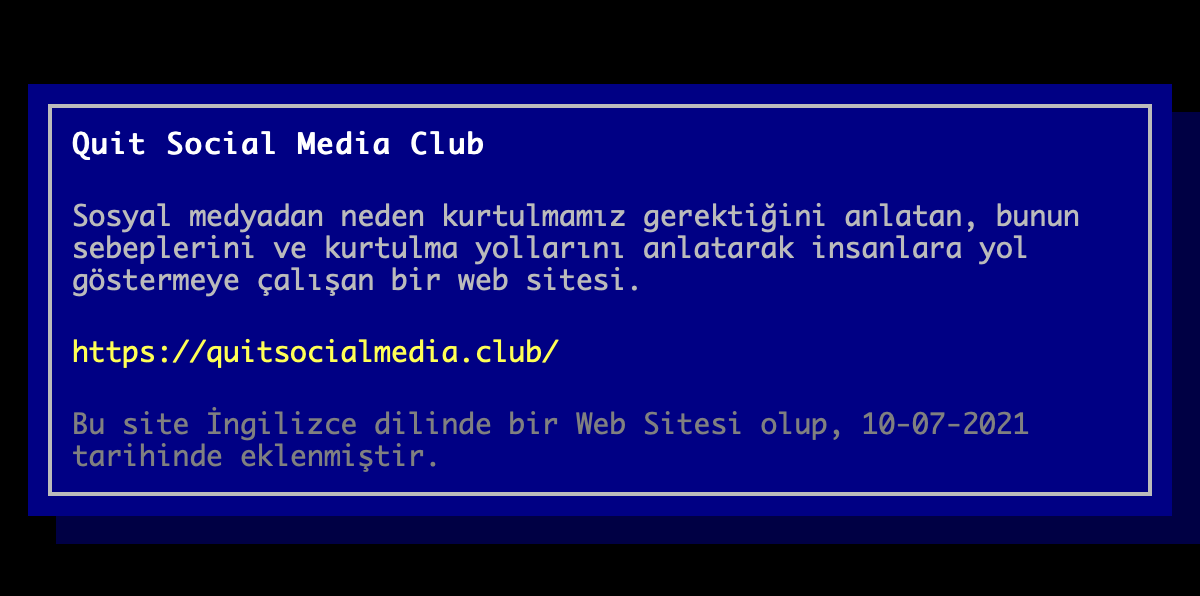 Quit Social Media Club
Sosyal medyadan neden kurtulmamız gerektiğini anlatan, bunun
sebeplerini ve kurtulma yollarını anlatarak insanlara yol
göstermeye çalışan bir web sitesi.
https://quitsocialmedia.club/
Bu site İngilizce dilinde bir Web Sitesi olup, 10-07-2021
tarihinde eklenmiştir.